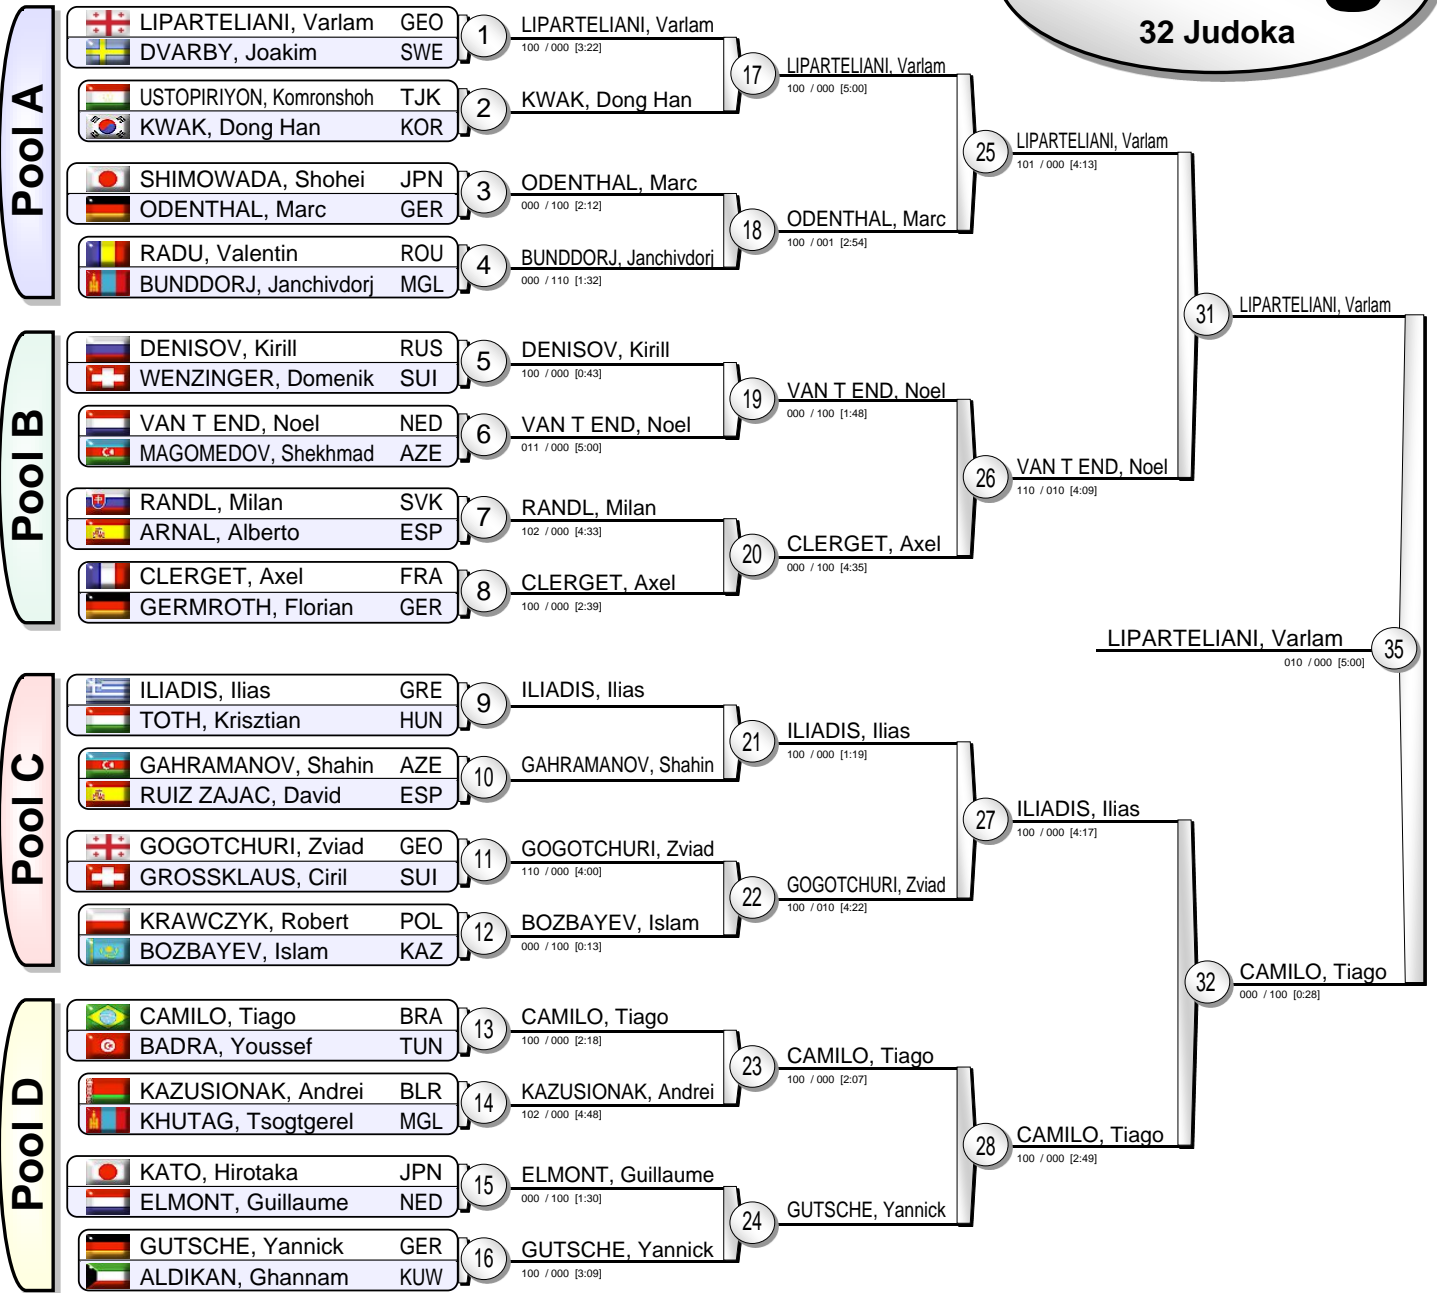 32 Judoka
Pool A
LIPARTELIANI, Varlam GEO
DVARBY, Joakim SWE
1
USTOPIRIYON, Komronshoh TJK
KWAK, Dong Han KOR
2
SHIMOWADA, Shohei JPN
ODENTHAL, Marc GER
3
RADU, Valentin ROU
BUNDDORJ, Janchivdorj MGL
4
Pool B
DENISOV, Kirill RUS
WENZINGER, Domenik SUI
5
VAN T END, Noel NED
MAGOMEDOV, Shekhmad AZE
6
RANDL, Milan SVK
ARNAL, Alberto ESP
7
CLERGET, Axel FRA
GERMROTH, Florian GER
8
Pool C
ILIADIS, Ilias GRE
TOTH, Krisztian HUN
9
GAHRAMANOV, Shahin AZE
RUIZ ZAJAC, David ESP
10
GOGOTCHURI, Zviad GEO
GROSSKLAUS, Ciril SUI
11
KRAWCZYK, Robert POL
BOZBAYEV, Islam KAZ
12
Pool D
CAMILO, Tiago BRA
BADRA, Youssef TUN
13
KAZUSIONAK, Andrei BLR
KHUTAG, Tsogtgerel MGL
14
KATO, Hirotaka JPN
ELMONT, Guillaume NED
15
GUTSCHE, Yannick GER
ALDIKAN, Ghannam KUW
16
LIPARTELIANI, Varlam
100 / 000 [3:22]
KWAK, Dong Han
17
ODENTHAL, Marc
000 / 100 [2:12]
BUNDDORJ, Janchivdorj
000 / 110 [1:32]
18
DENISOV, Kirill
100 / 000 [0:43]
VAN T END, Noel
011 / 000 [5:00]
19
RANDL, Milan
102 / 000 [4:33]
CLERGET, Axel
100 / 000 [2:39]
20
ILIADIS, Ilias
GAHRAMANOV, Shahin
21
GOGOTCHURI, Zviad
110 / 000 [4:00]
BOZBAYEV, Islam
000 / 100 [0:13]
22
CAMILO, Tiago
100 / 000 [2:18]
KAZUSIONAK, Andrei
102 / 000 [4:48]
23
ELMONT, Guillaume
000 / 100 [1:30]
GUTSCHE, Yannick
100 / 000 [3:09]
24
LIPARTELIANI, Varlam
100 / 000 [5:00]
ODENTHAL, Marc
100 / 001 [2:54]
25
VAN T END, Noel
000 / 100 [1:48]
CLERGET, Axel
000 / 100 [4:35]
26
ILIADIS, Ilias
100 / 000 [1:19]
GOGOTCHURI, Zviad
100 / 010 [4:22]
27
CAMILO, Tiago
100 / 000 [2:07]
GUTSCHE, Yannick
28
LIPARTELIANI, Varlam
101 / 000 [4:13]
VAN T END, Noel
110 / 010 [4:09]
31
ILIADIS, Ilias
100 / 000 [4:17]
CAMILO, Tiago
100 / 000 [2:49]
32
LIPARTELIANI, Varlam
CAMILO, Tiago
000 / 100 [0:28]
LIPARTELIANI, Varlam
010 / 000 [5:00]
35